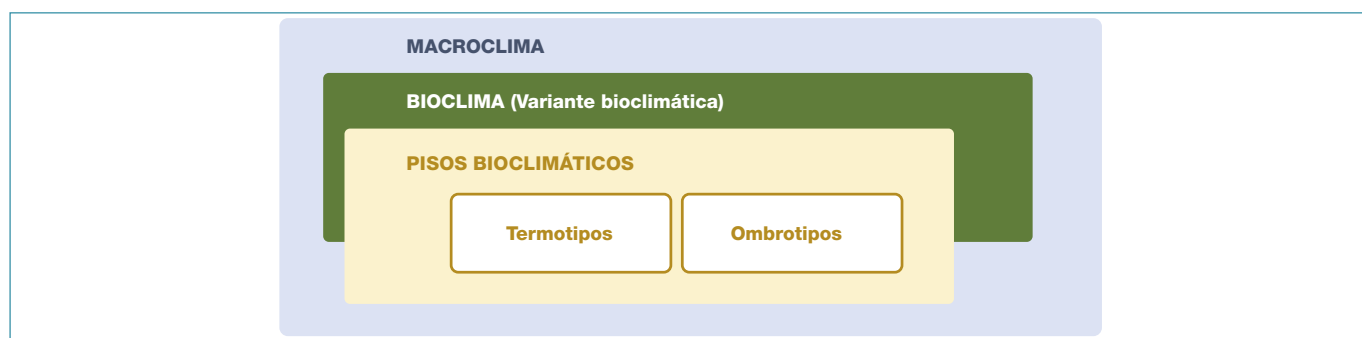 MACROCLIMA
BIOCLIMA (Variante bioclimática)
PISOS BIOCLIMÁTICOS
Termotipos
Ombrotipos